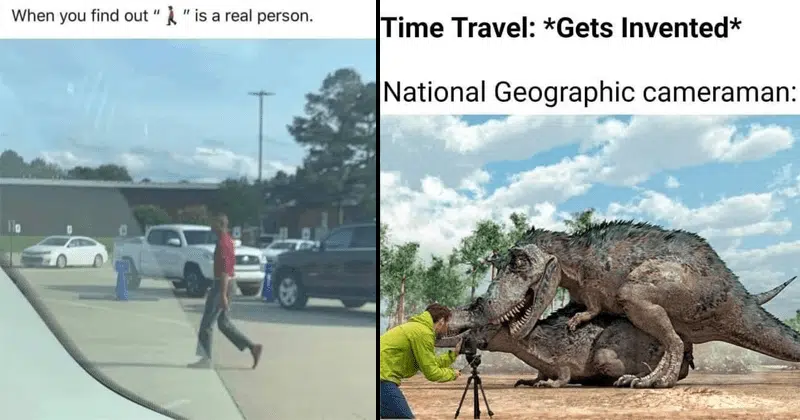 When you find out “🚶🏿‍♂️” is a real person.
Time Travel: *Gets Invented*
National Geographic cameraman: